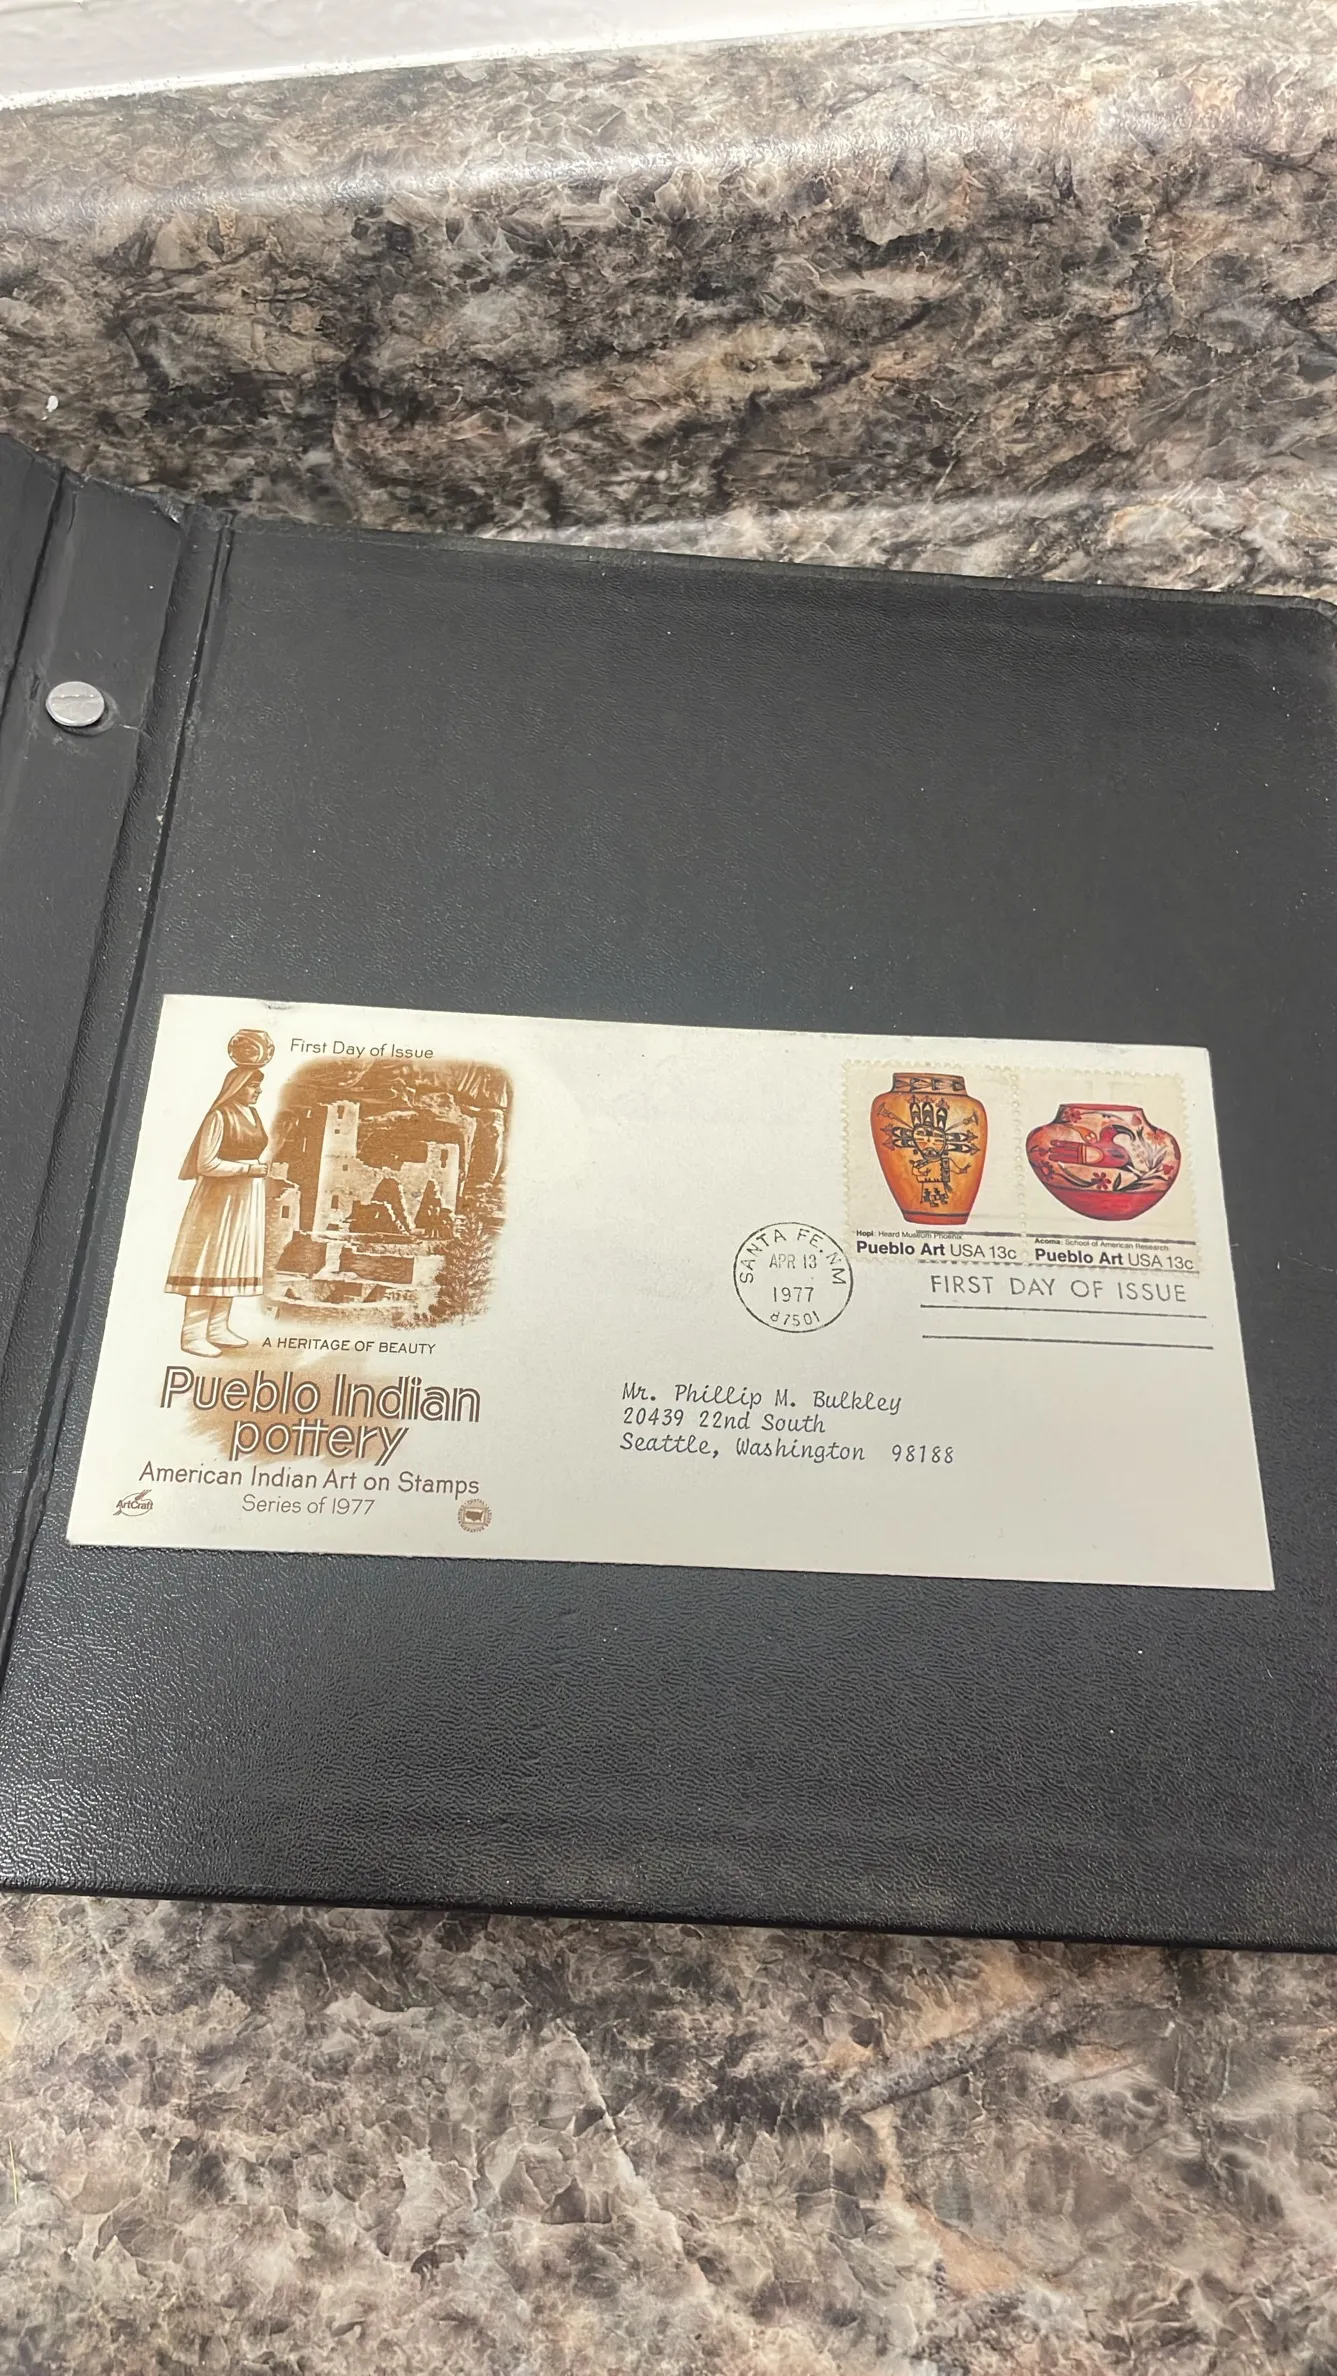 First Day of Issue
A HERITAGE OF BEAUTY
Pueblo Indian
pottery
American Indian Art on Stamps
Series of 1977
ArtCraft
Hopi: Heard Museum Phoenix
Pueblo Art USA 13c
Acoma: School of American Research
Pueblo Art USA 13c
SANTA FE, NM
APR 13
1977
87501
FIRST DAY OF ISSUE
Mr. Phillip M. Bulkley
20439 22nd South
Seattle, Washington 98188